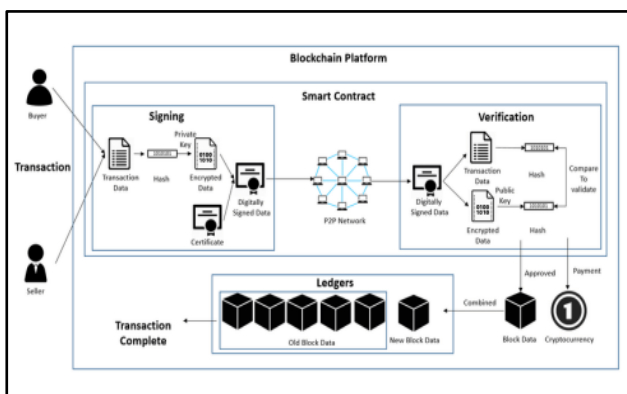 Blockchain Platform
Smart Contract
Buyer
Transaction
Seller
Signing
Transaction
Data
Hash
Private
Key
Encrypted
Data
Certificate
Digitally
Signed Data
P2P Network
Verification
Digitally
Signed Data
Transaction
Data
Hash
Public
Key
Encrypted
Data
Hash
Compare
To
validate
Approved
Payment
Block Data
1
Cryptocurrency
Combined
Ledgers
Old Block Data
New Block Data
Transaction
Complete